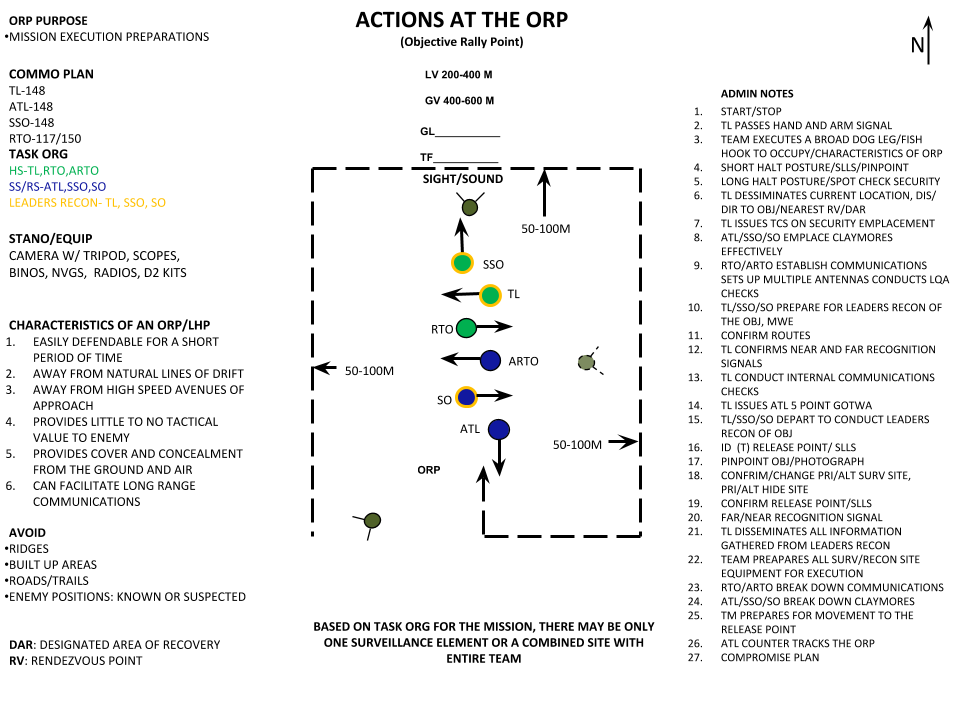 ACTIONS AT THE ORP
(Objective Rally Point)
N
ORP PURPOSE
•MISSION EXECUTION PREPARATIONS
COMMO PLAN
TL-148
ATL-148
SSO-148
RTO-117/150
TASK ORG
HS-TL,RTO,ARTO
SS/RS-ATL,SSO,SO
LEADERS RECON- TL, SSO, SO
STANO/EQUIP
CAMERA W/ TRIPOD, SCOPES,
BINOS, NVGS,  RADIOS, D2 KITS
CHARACTERISTICS OF AN ORP/LHP
1. EASILY DEFENDABLE FOR A SHORT
PERIOD OF TIME
2. AWAY FROM NATURAL LINES OF DRIFT
3. AWAY FROM HIGH SPEED AVENUES OF
APPROACH
4. PROVIDES LITTLE TO NO TACTICAL
VALUE TO ENEMY
5. PROVIDES COVER AND CONCEALMENT
FROM THE GROUND AND AIR
6. CAN FACILITATE LONG RANGE
COMMUNICATIONS
AVOID
•RIDGES
•BUILT UP AREAS
•ROADS/TRAILS
•ENEMY POSITIONS: KNOWN OR SUSPECTED
DAR: DESIGNATED AREA OF RECOVERY
RV: RENDEZVOUS POINT
LV 200-400 M
GV 400-600 M
GL___________
TF___________
SIGHT/SOUND
50-100M
SSO
TL
RTO
ARTO
50-100M
SO
ATL
50-100M
ORP
BASED ON TASK ORG FOR THE MISSION, THERE MAY BE ONLY
ONE SURVEILLANCE ELEMENT OR A COMBINED SITE WITH
ENTIRE TEAM
ADMIN NOTES
1. START/STOP
2. TL PASSES HAND AND ARM SIGNAL
3. TEAM EXECUTES A BROAD DOG LEG/FISH
HOOK TO OCCUPY/CHARACTERISTICS OF ORP
4. SHORT HALT POSTURE/SLLS/PINPOINT
5. LONG HALT POSTURE/SPOT CHECK SECURITY
6. TL DESSIMINATES CURRENT LOCATION, DIS/
DIR TO OBJ/NEAREST RV/DAR
7. TL ISSUES TCS ON SECURITY EMPLACEMENT
8. ATL/SSO/SO EMPLACE CLAYMORES
EFFECTIVELY
9. RTO/ARTO ESTABLISH COMMUNICATIONS
SETS UP MULTIPLE ANTENNAS CONDUCTS LQA
CHECKS
10. TL/SSO/SO PREPARE FOR LEADERS RECON OF
THE OBJ, MWE
11. CONFIRM ROUTES
12. TL CONFIRMS NEAR AND FAR RECOGNITION
SIGNALS
13. TL CONDUCT INTERNAL COMMUNICATIONS
CHECKS
14. TL ISSUES ATL 5 POINT GOTWA
15. TL/SSO/SO DEPART TO CONDUCT LEADERS
RECON OF OBJ
16. ID  (T) RELEASE POINT/ SLLS
17. PINPOINT OBJ/PHOTOGRAPH
18. CONFRIM/CHANGE PRI/ALT SURV SITE,
PRI/ALT HIDE SITE
19. CONFIRM RELEASE POINT/SLLS
20. FAR/NEAR RECOGNITION SIGNAL
21. TL DISSEMINATES ALL INFORMATION
GATHERED FROM LEADERS RECON
22. TEAM PREAPARES ALL SURV/RECON SITE
EQUIPMENT FOR EXECUTION
23. RTO/ARTO BREAK DOWN COMMUNICATIONS
24. ATL/SSO/SO BREAK DOWN CLAYMORES
25. TM PREPARES FOR MOVEMENT TO THE
RELEASE POINT
26. ATL COUNTER TRACKS THE ORP
27. COMPROMISE PLAN